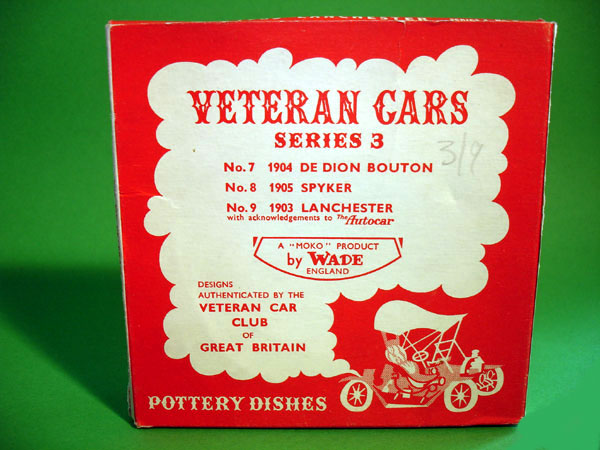 VETERAN CARS
SERIES 3
3/9
No.7 1904 DE DION BOUTON
No.8 1905 SPYKER
No.9 1903 LANCHESTER
with acknowledgements to The Autocar
A "MOKO" PRODUCT
by WADE
ENGLAND
DESIGNS
AUTHENTICATED BY THE
VETERAN CAR
CLUB
OF
GREAT BRITAIN
POTTERY DISHES